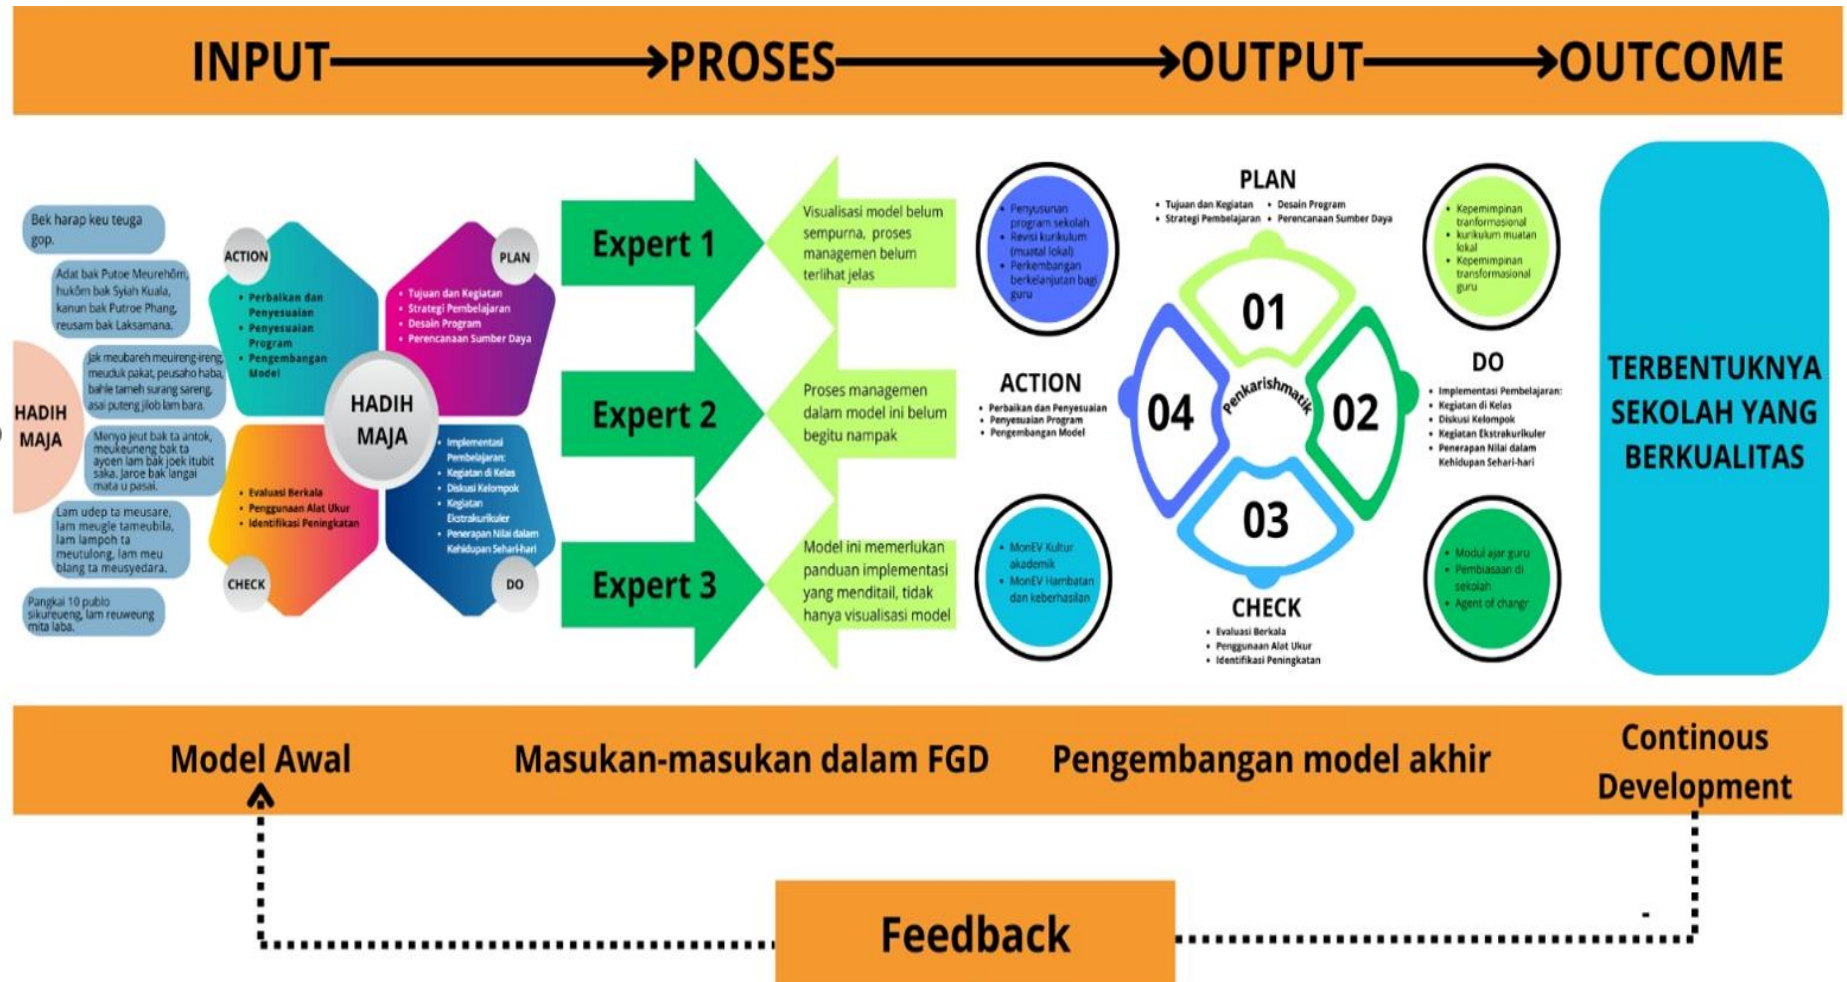 INPUT PROSES OUTPUT OUTCOME
HADIH
MAJA
Bek harap keu teuga
gop.
Adat bak Putoe Meurehôm,
hukôm bak Syiah Kuala,
kanun bak Putroe Phang,
reusam bak Laksamana.
Jak meubareh meuireng-ireng,
meuduk pakat, peusaho haba,
bahle tameh surang sareng,
asai puteng jilob lam bara.
Menyo jeut bak ta antok,
meukeuneng bak ta
ayoen lam bak joek itubit
saka. Jaroe bak langai
mata u pasai.
Lam udep ta meusare,
lam meugle tameubila,
lam lampoh ta
meutulong, lam meu
blang ta meusyedara.
Pangkai 10 publo
sikureueng, lam reuweung
mita laba.
ACTION
• Perbaikan dan
Penyesuaian
• Penyesuaian
Program
• Pengembangan
Model
PLAN
• Tujuan dan Kegiatan
• Strategi Pembelajaran
• Desain Program
• Perencanaan Sumber Daya
HADIH
MAJA
• Evaluasi Berkala
• Penggunaan Alat Ukur
• Identifikasi Peningkatan
CHECK
• Implementasi
Pembelajaran:
• Kegiatan di Kelas
• Diskusi Kelompok
• Kegiatan
Ekstrakurikuler
• Penerapan Nilai dalam
Kehidupan Sehari-hari
DO
Expert 1
Visualisasi model belum
sempurna, proses
managemen belum
terlihat jelas
Expert 2
Proses managemen
dalam model ini belum
begitu nampak
Expert 3
Model ini memerlukan
panduan implementasi
yang menditail, tidak
hanya visualisasi model
• Penyusunan
program sekolah
• Revisi kurikulum
(muatal lokal)
• Perkembangan
berkelanjutan bagi
guru
PLAN
• Tujuan dan Kegiatan • Desain Program
• Strategi Pembelajaran • Perencanaan Sumber Daya
• Kepemimpinan
tranformasional
• kurikulum muatan
lokal
• Kepemimpinan
transformasional
guru
ACTION
• Perbaikan dan Penyesuaian
• Penyesuaian Program
• Pengembangan Model
01
02
03
04
Penkarishmatik
DO
• Implementasi Pembelajaran:
• Kegiatan di Kelas
• Diskusi Kelompok
• Kegiatan Ekstrakurikuler
• Penerapan Nilai dalam
Kehidupan Sehari-hari
• MonEV Kultur
akademik
• MonEV Hambatan
dan keberhasilan
CHECK
• Evaluasi Berkala
• Penggunaan Alat Ukur
• Identifikasi Peningkatan
• Modul ajar guru
• Pembiasaan di
sekolah
• Agent of changr
TERBENTUKNYA
SEKOLAH YANG
BERKUALITAS
Model Awal
Masukan-masukan dalam FGD
Pengembangan model akhir
Continous
Development
Feedback